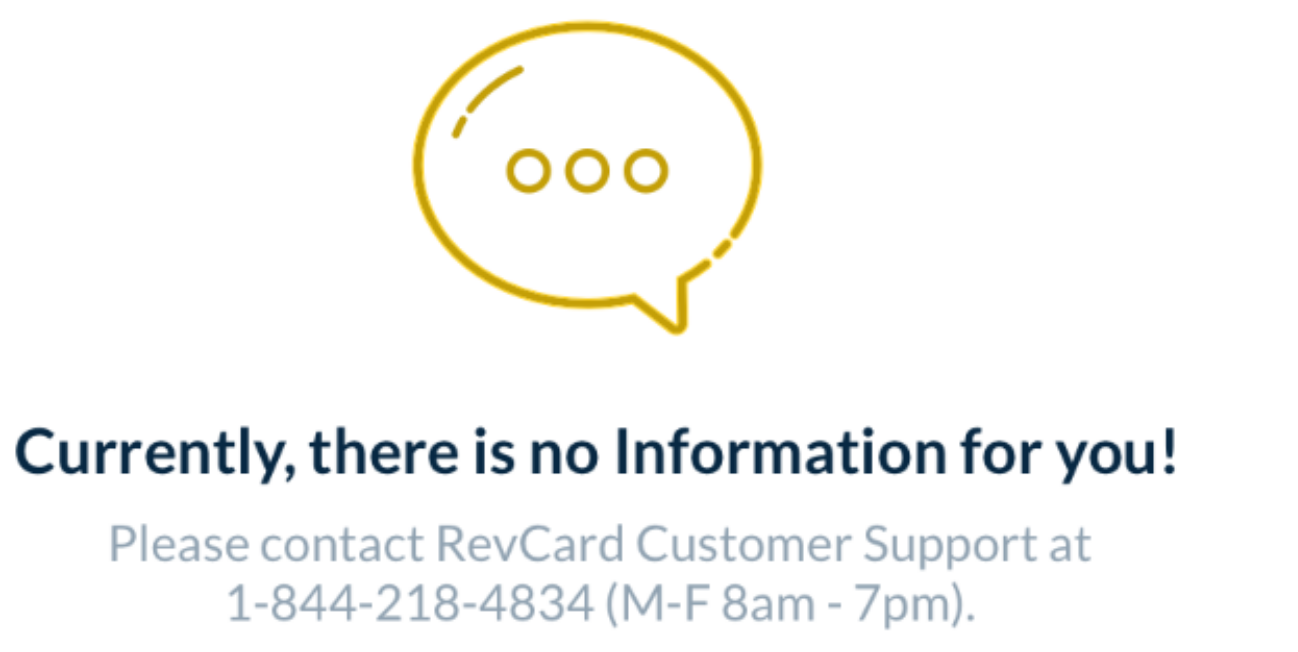 Currently, there is no Information for you!
Please contact RevCard Customer Support at
1-844-218-4834 (M-F 8am - 7pm).